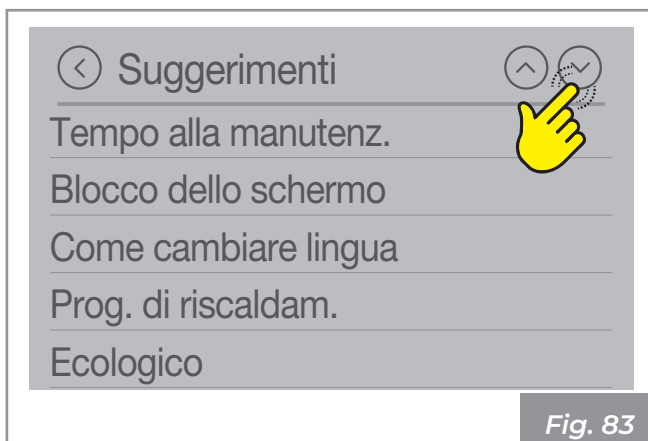 Suggerimenti
Tempo alla manutenz.
Blocco dello schermo
Come cambiare lingua
Prog. di riscaldam.
Ecologico
Fig. 83